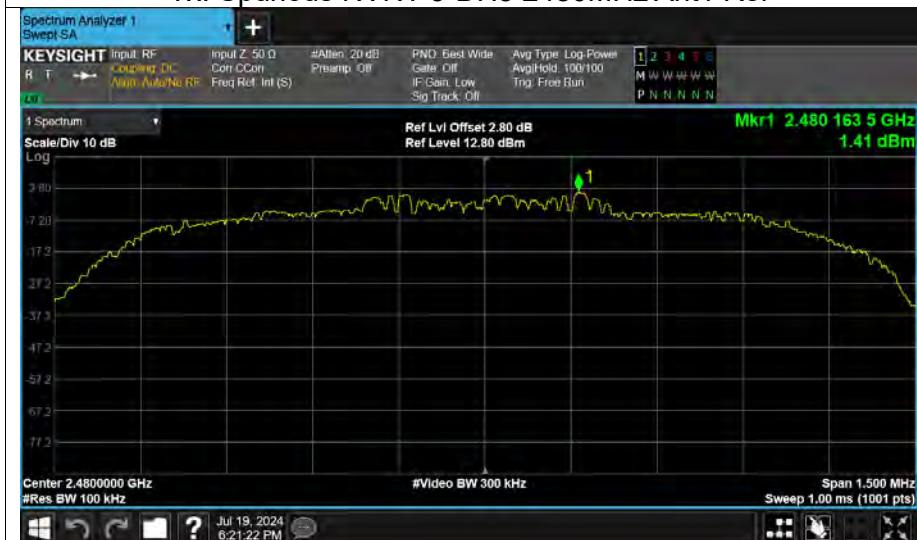 Spectrum Analyzer 1
Swept SA
+
KEYSIGHT
R T
Input: RF
Coupling: DC
Align: Auto/No RF
Input Z: 50 Ω
Corr CCorr
Freq Ref: Int (S)
#Atten: 20 dB
Preamp: Off
PNO: Best Wide
Gate: Off
IF Gain: Low
Sig Track: Off
Avg Type: Log-Power
Avg|Hold: 100/100
Trig: Free Run
1 2 3 4 5 6
M W W W W W
P N N N N N
1 Spectrum
Scale/Div 10 dB
Log
Ref Lvl Offset 2.80 dB
Ref Level 12.80 dBm
Mkr1 2.480 163 5 GHz
1.41 dBm
1
2.80
-7.20
-17.2
-27.2
-37.2
-47.2
-57.2
-67.2
-77.2
Center 2.4800000 GHz
#Res BW 100 kHz
#Video BW 300 kHz
Span 1.500 MHz
Sweep 1.00 ms (1001 pts)
?
Jul 19, 2024
6:21:22 PM